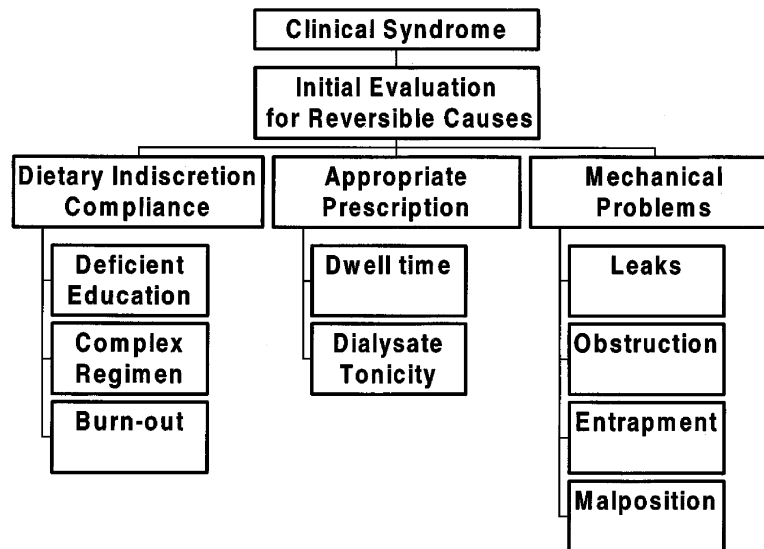 Clinical Syndrome
Initial Evaluation
for Reversible Causes
Dietary Indiscretion
Compliance
Deficient
Education
Complex
Regimen
Burn-out
Appropriate
Prescription
Dwell time
Dialysate
Tonicity
Mechanical
Problems
Leaks
Obstruction
Entrapment
Malposition